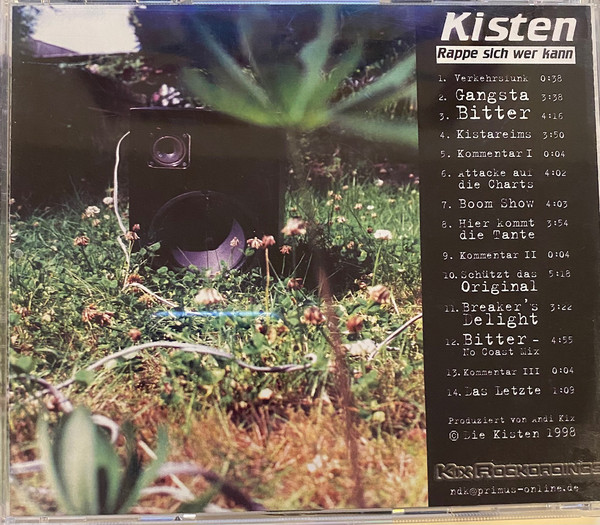 Kisten
Rappe sich wer kann
1. Verkehrsfunk 0:38
2. Gangsta 3:38
3. Bitter 4:16
4. Kistareims 3:50
5. Kommentar I 0:04
6. Attacke auf 4:02
die Charts
7. Boom Show 4:03
8. Hier kommt 3:54
die Tante
9. Kommentar II 0:04
10. Schützt das 5:18
Original
11. Breaker's 3:22
Delight
12. Bitter - 4:55
No Coast Mix
13. Kommentar III 0:04
14. Das Letzte 1:09
Produziert von Andi Kix
© Die Kisten 1998
Kix Rockordings
ndk@primus-online.de